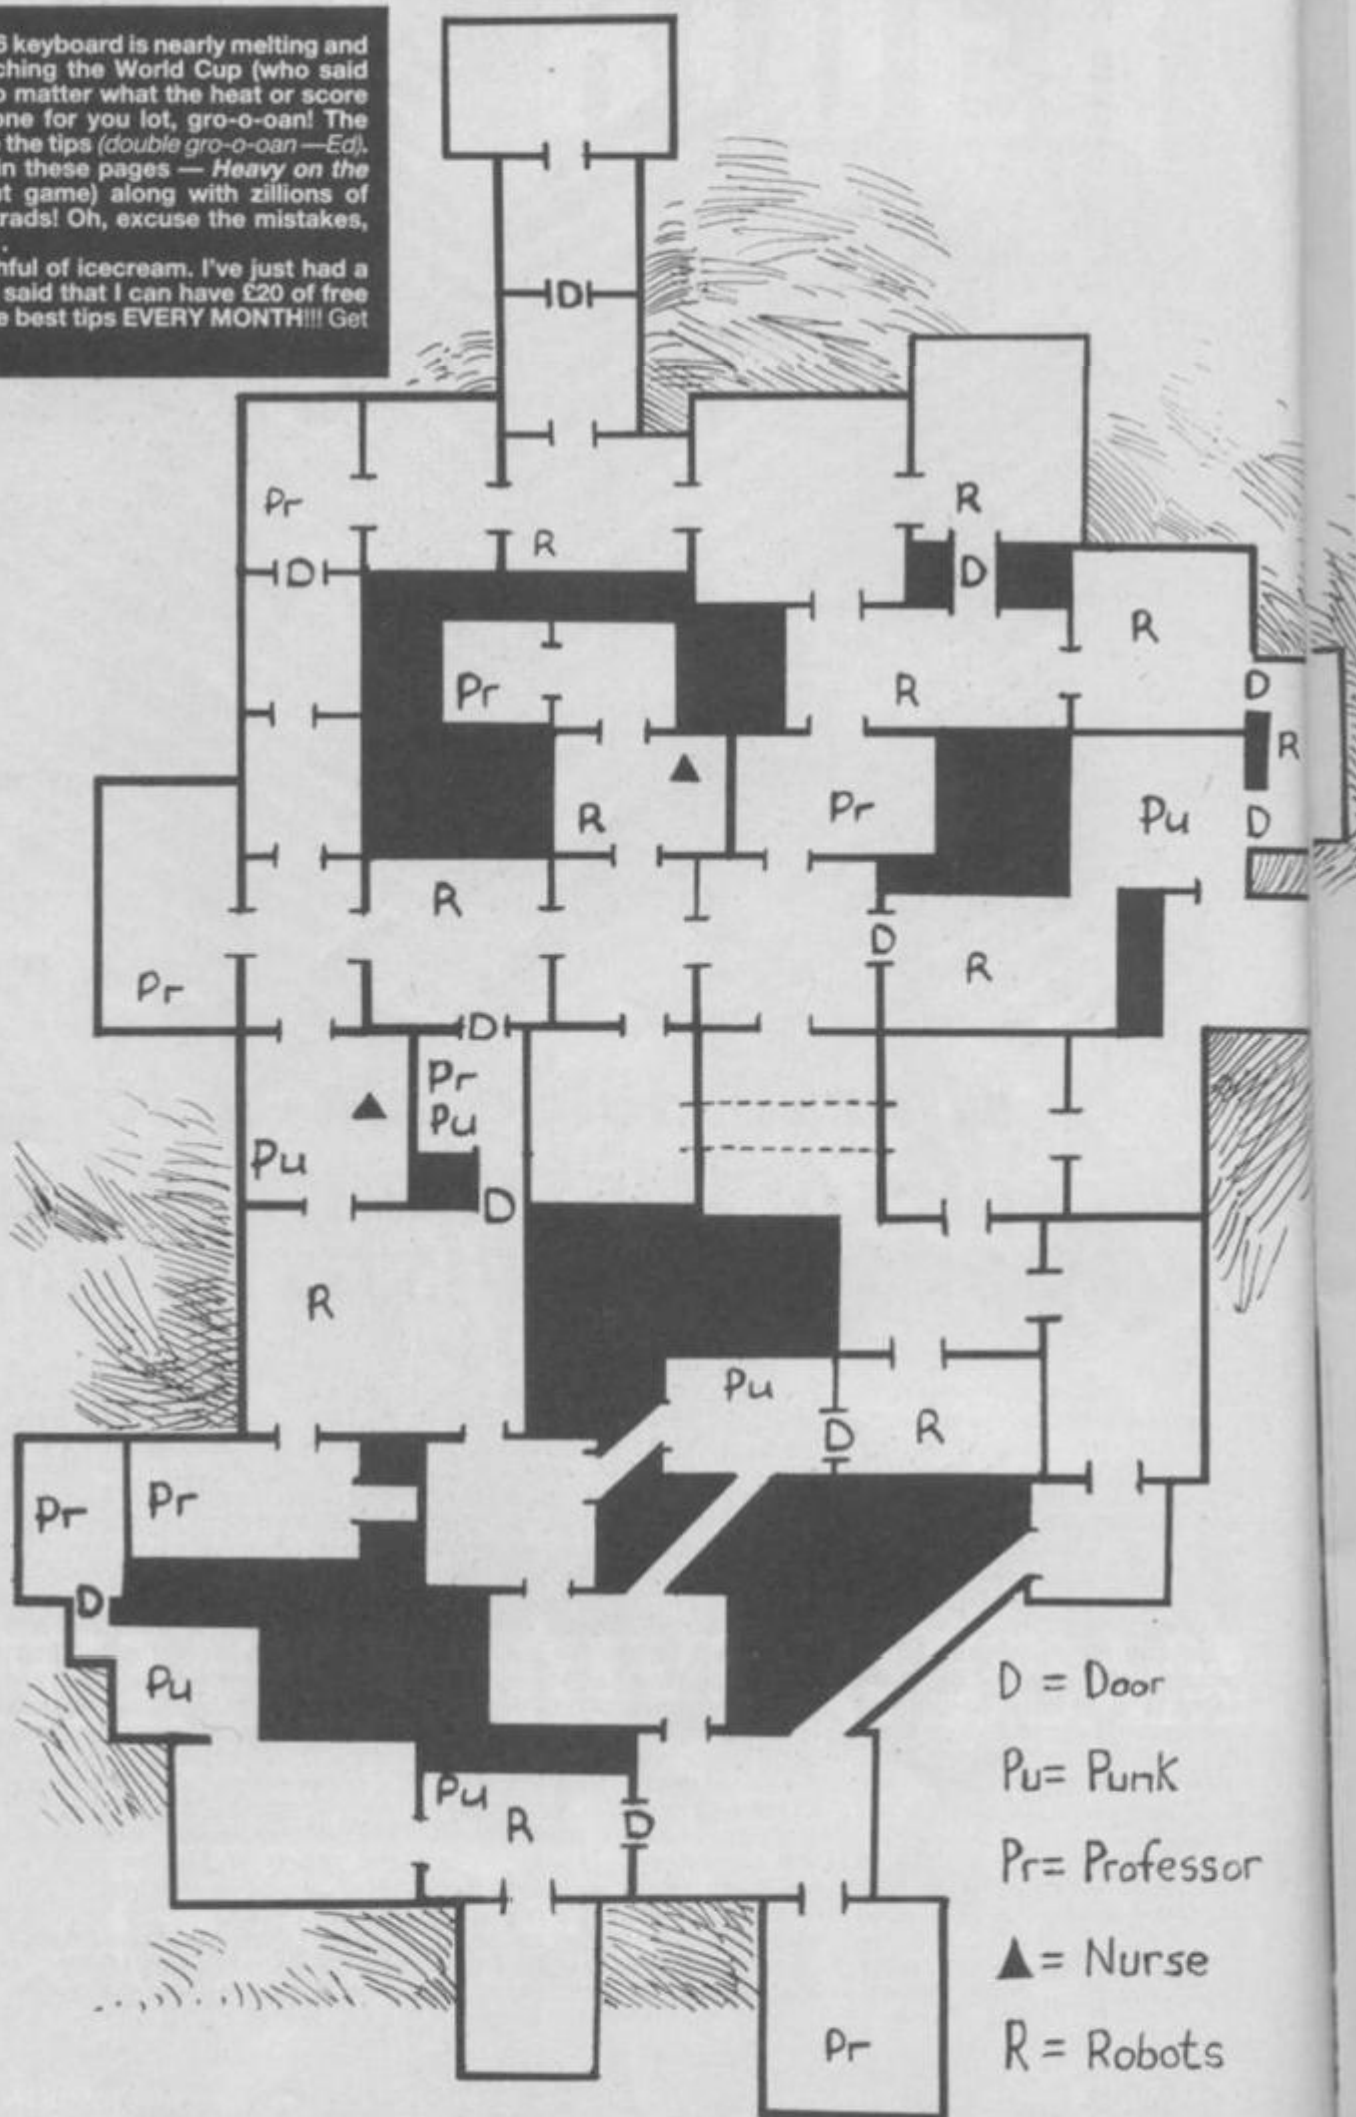 6 keyboard is nearly melting and
ching the World Cup (who said
o matter what the heat or score
one for you lot, gro-o-oan! The
the tips (double gro-o-oan —Ed).
in these pages — Heavy on the
t game) along with zillions of
rads! Oh, excuse the mistakes,
.
nful of icecream. I've just had a
said that I can have £20 of free
e best tips EVERY MONTH!!! Get
D
R
Pr
R
D
D
R
Pr
R
D
R
R
Pr
Pu
D
R
D
R
Pr
D
Pr
Pu
Pu
D
R
Pu
D
R
Pr
Pr
D
Pu
Pu
R
D
Pr
D = Door
Pu= Punk
Pr= Professor
▲= Nurse
R = Robots